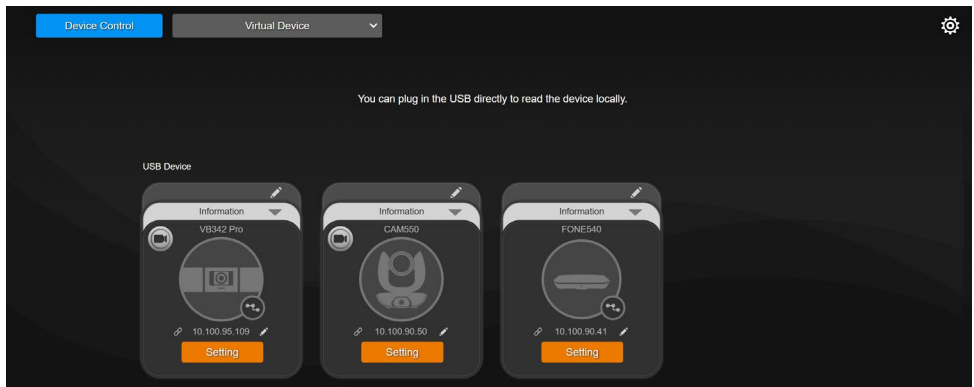 Device Control
Virtual Device
You can plug in the USB directly to read the device locally.
USB Device
Information
VB342 Pro
10.100.95.109
Setting
Information
CAM550
10.100.90.50
Setting
Information
FONE540
10.100.90.41
Setting